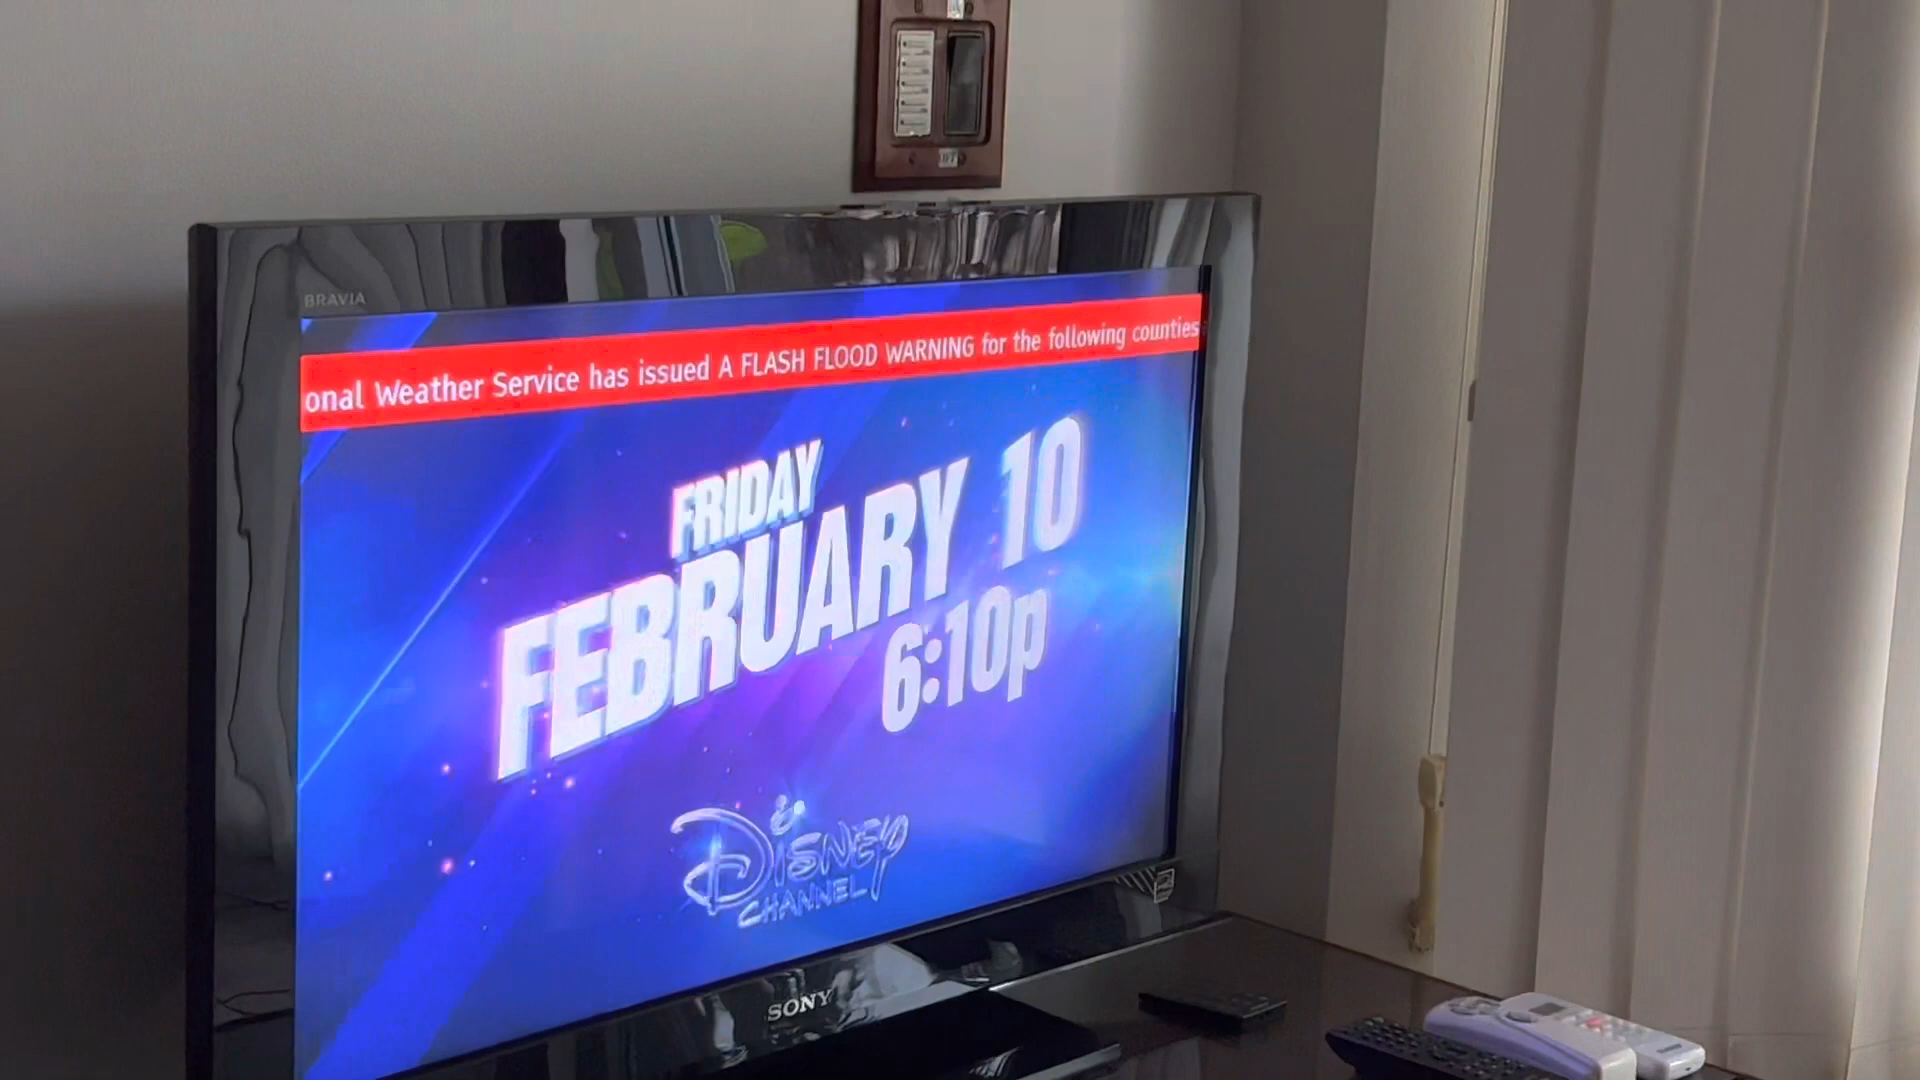 BRAVIA
onal Weather Service has issued A FLASH FLOOD WARNING for the following counties
FRIDAY
FEBRUARY 10
6:10p
DISNEY
CHANNEL
SONY